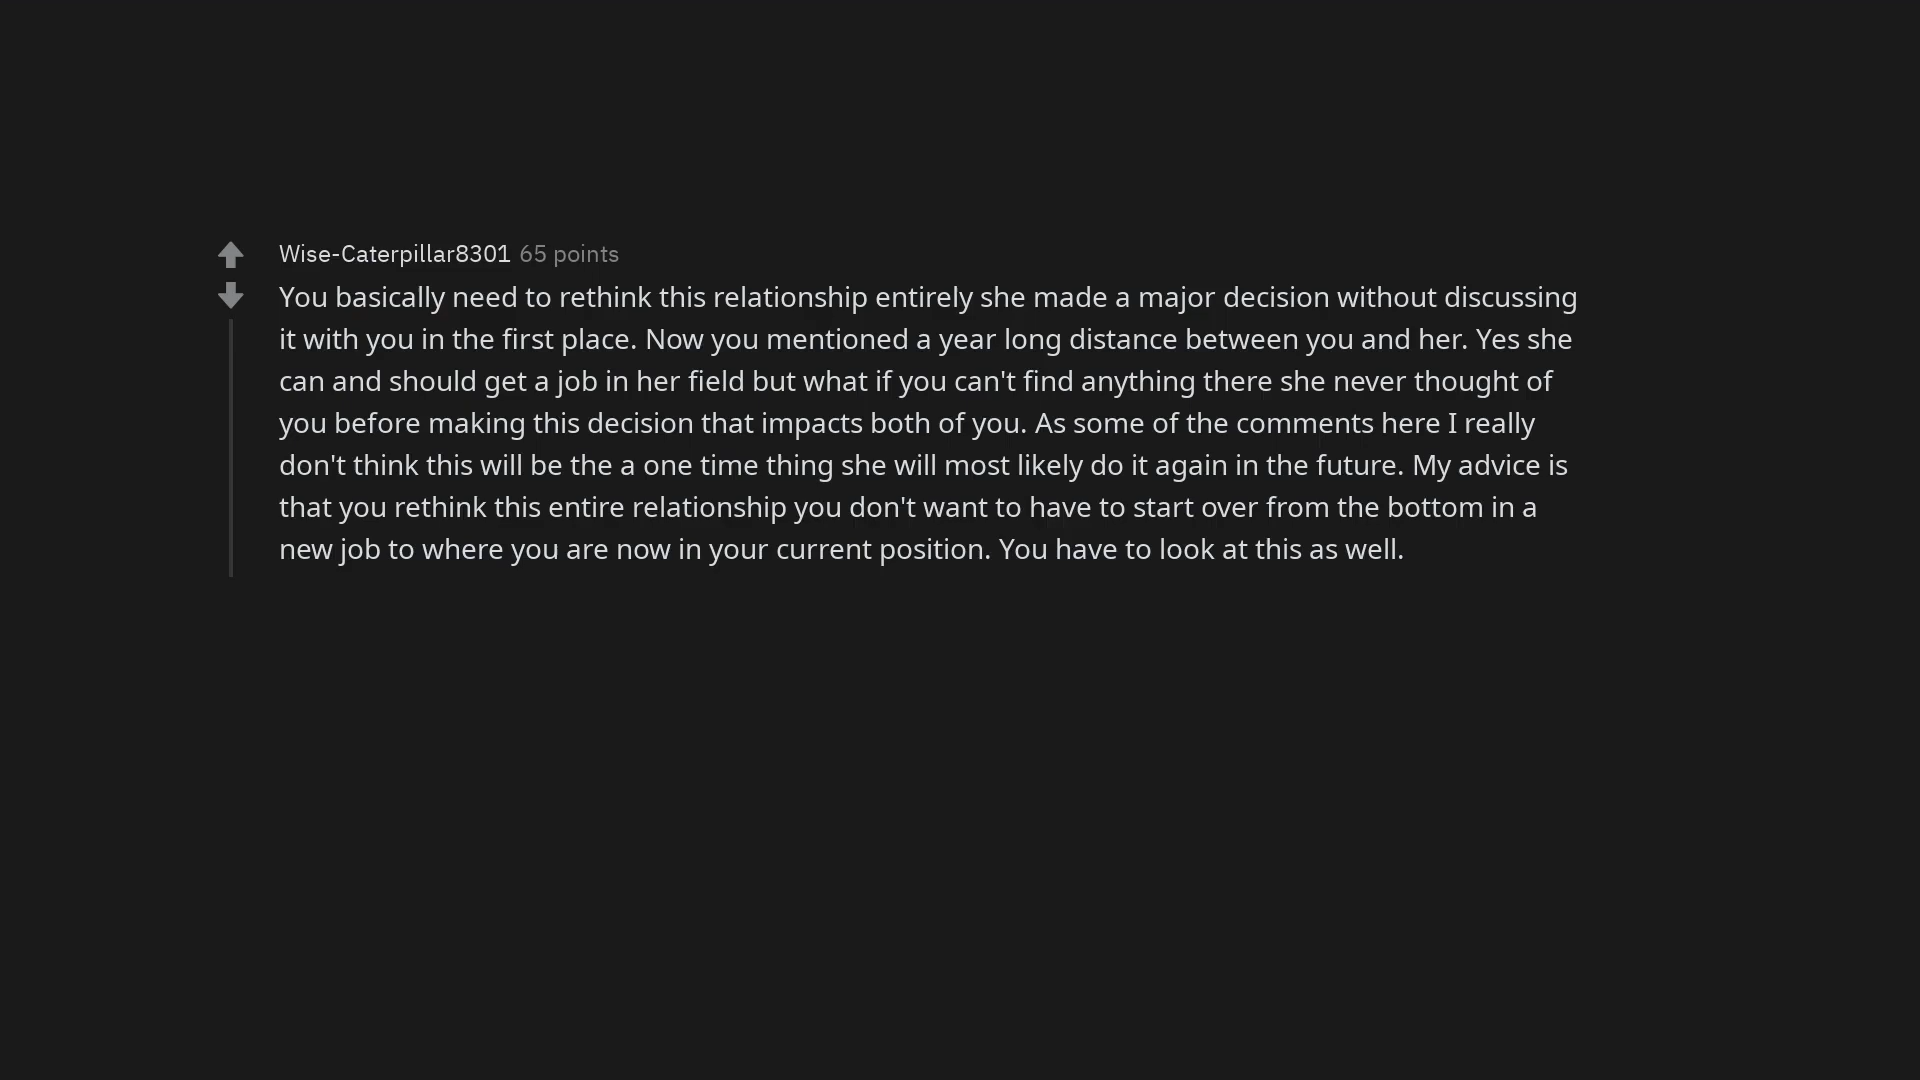 Wise-Caterpillar8301 65 points
You basically need to rethink this relationship entirely she made a major decision without discussing
it with you in the first place. Now you mentioned a year long distance between you and her. Yes she
can and should get a job in her field but what if you can't find anything there she never thought of
you before making this decision that impacts both of you. As some of the comments here I really
don't think this will be the a one time thing she will most likely do it again in the future. My advice is
that you rethink this entire relationship you don't want to have to start over from the bottom in a
new job to where you are now in your current position. You have to look at this as well.